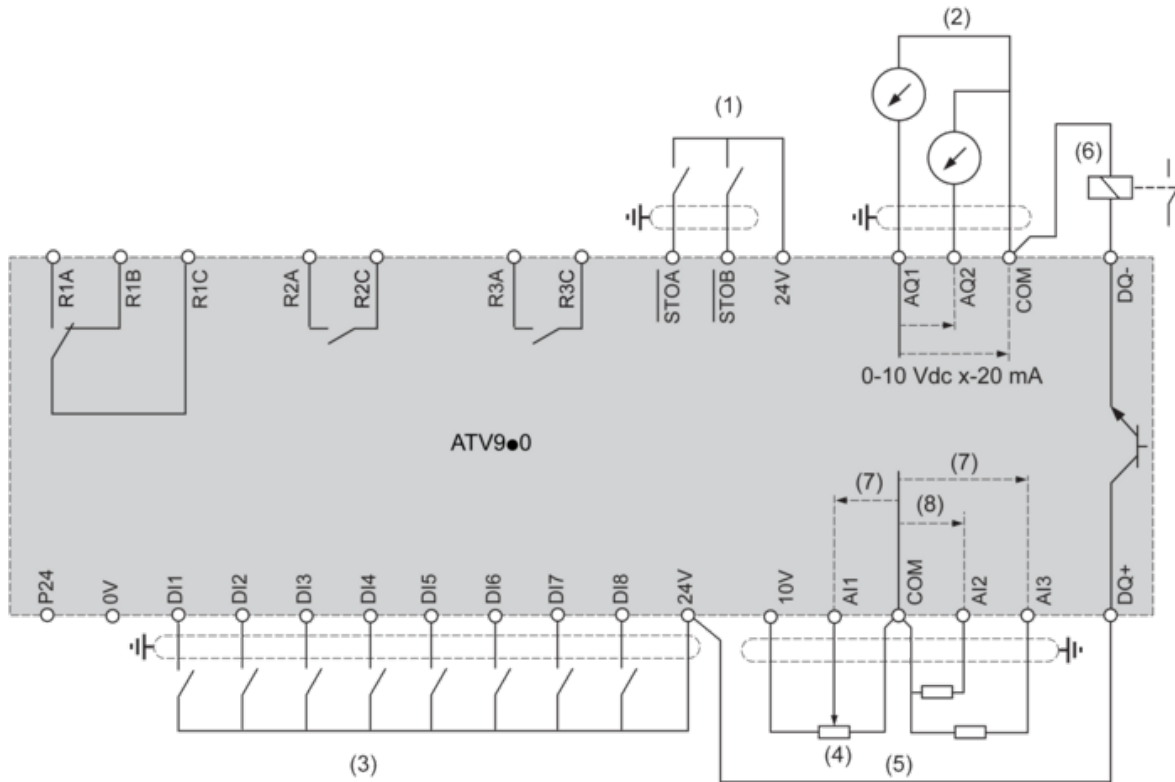 (2)
(1)
(6)
R1A
R1B
R1C
R2A
R2C
R3A
R3C
STOA
STOB
24V
AQ1
AQ2
COM
DQ-
0-10 Vdc x-20 mA
ATV9●0
(7)
(7)
(8)
P24
0V
DI1
DI2
DI3
DI4
DI5
DI6
DI7
DI8
24V
10V
AI1
COM
AI2
AI3
DQ+
(3)
(4)
(5)